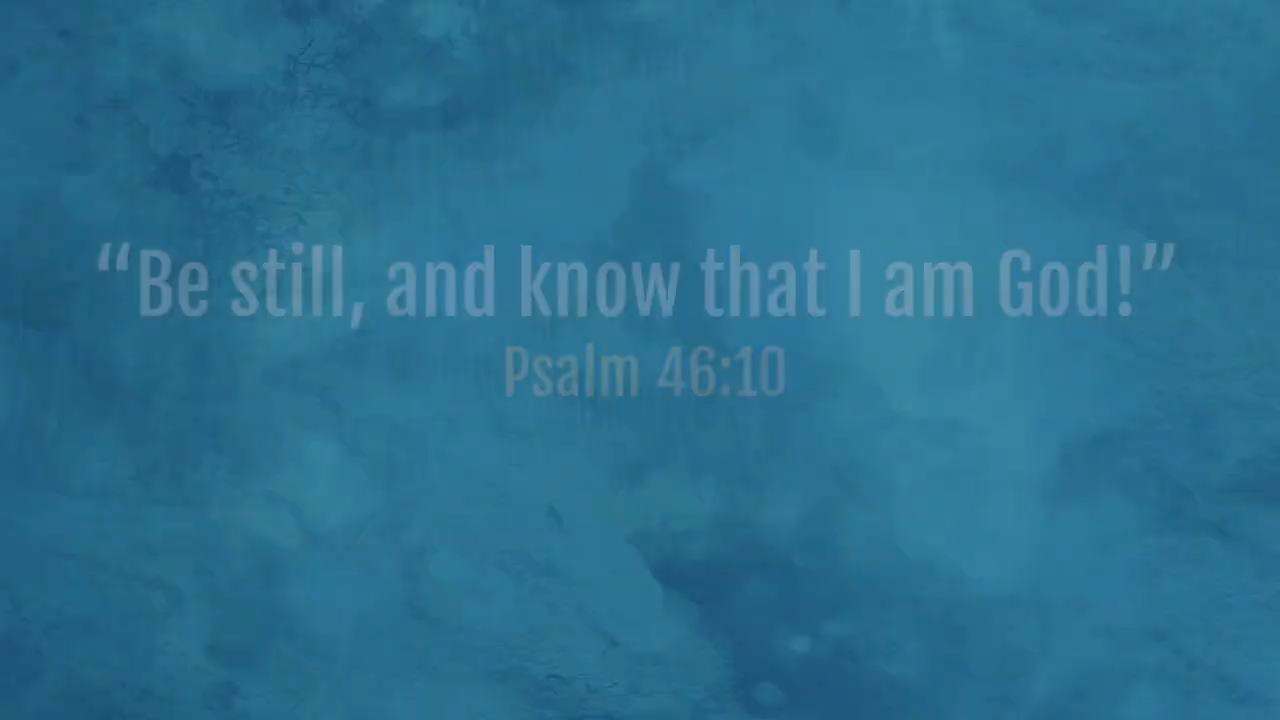 “Be still, and know that I am God!”
Psalm 46:10